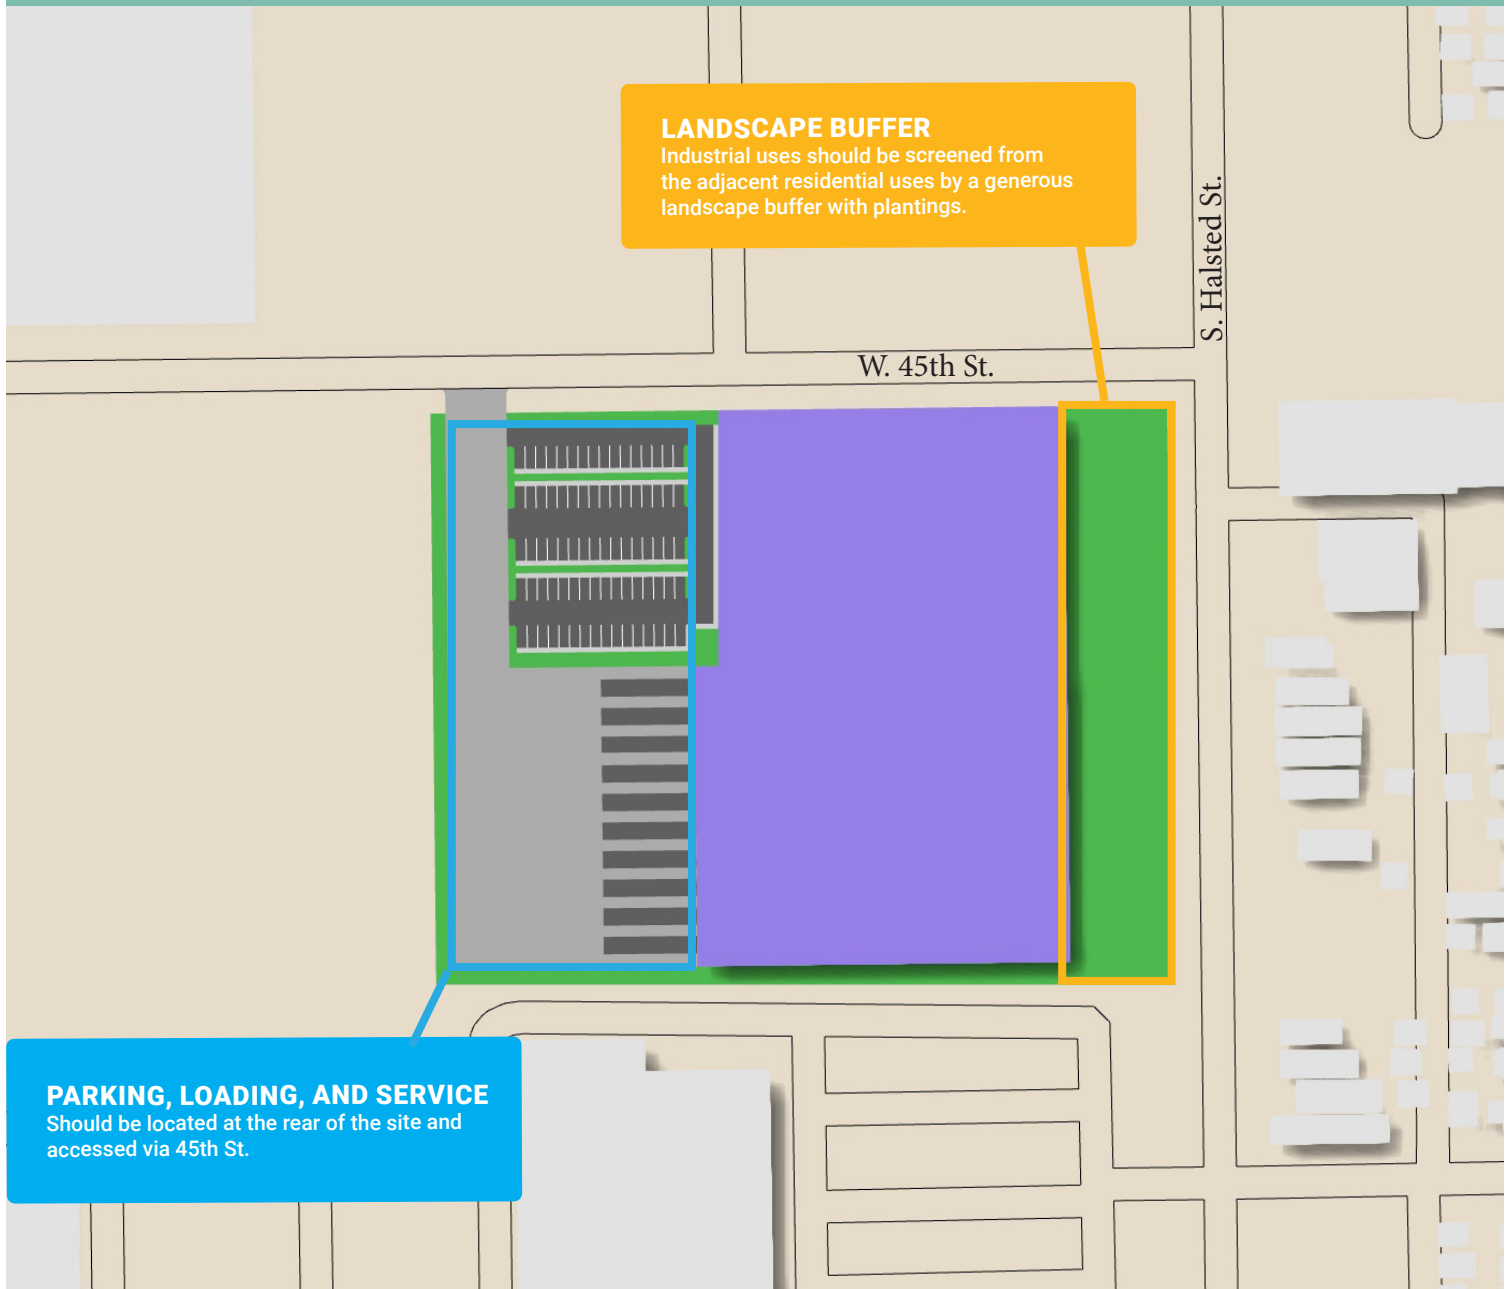 LANDSCAPE BUFFER
Industrial uses should be screened from
the adjacent residential uses by a generous
landscape buffer with plantings.
S. Halsted St.
W. 45th St.
PARKING, LOADING, AND SERVICE
Should be located at the rear of the site and
accessed via 45th St.